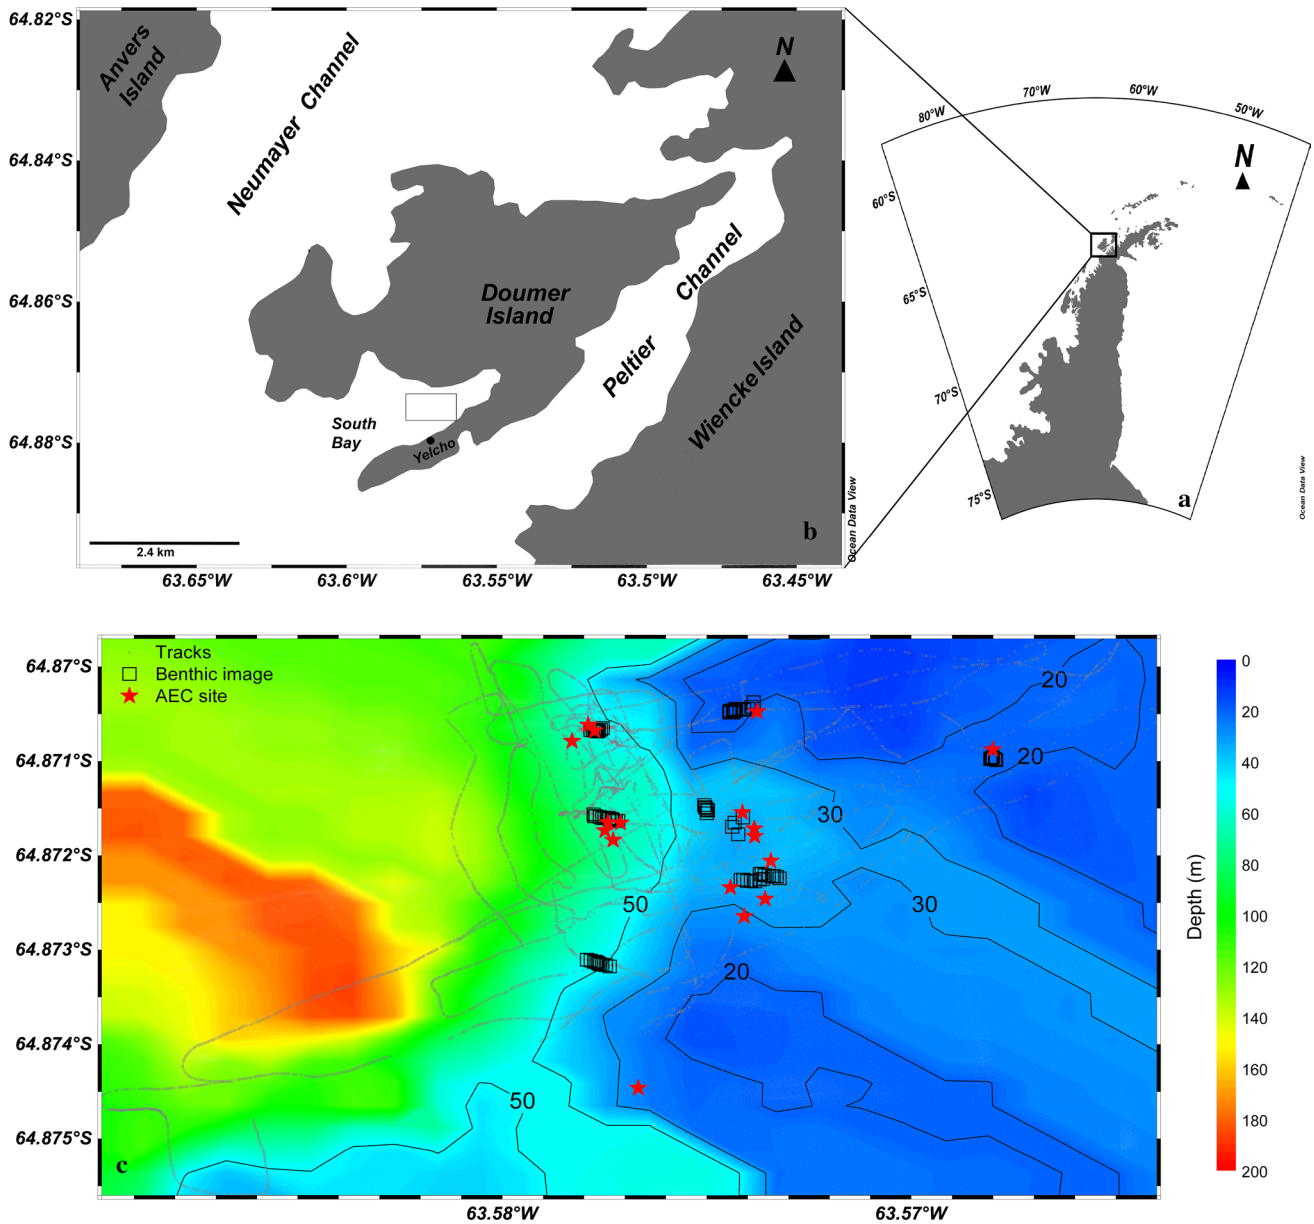 64.82°S
64.84°S
64.86°S
64.88°S
Anvers
Island
Neumayer Channel
N
Doumer
Island
Peltier Channel
Wiencke Island
South
Bay
Yelcho
2.4 km
b
Ocean Data View
63.65°W
63.6°W
63.55°W
63.5°W
63.45°W
80°W
70°W
60°W
50°W
N
60°S
65°S
70°S
75°S
a
Ocean Data View
64.87°S
64.871°S
64.872°S
64.873°S
64.874°S
64.875°S
Tracks
Benthic image
AEC site
20
20
30
50
30
20
50
c
63.58°W
63.57°W
Depth (m)
0
20
40
60
80
100
120
140
160
180
200